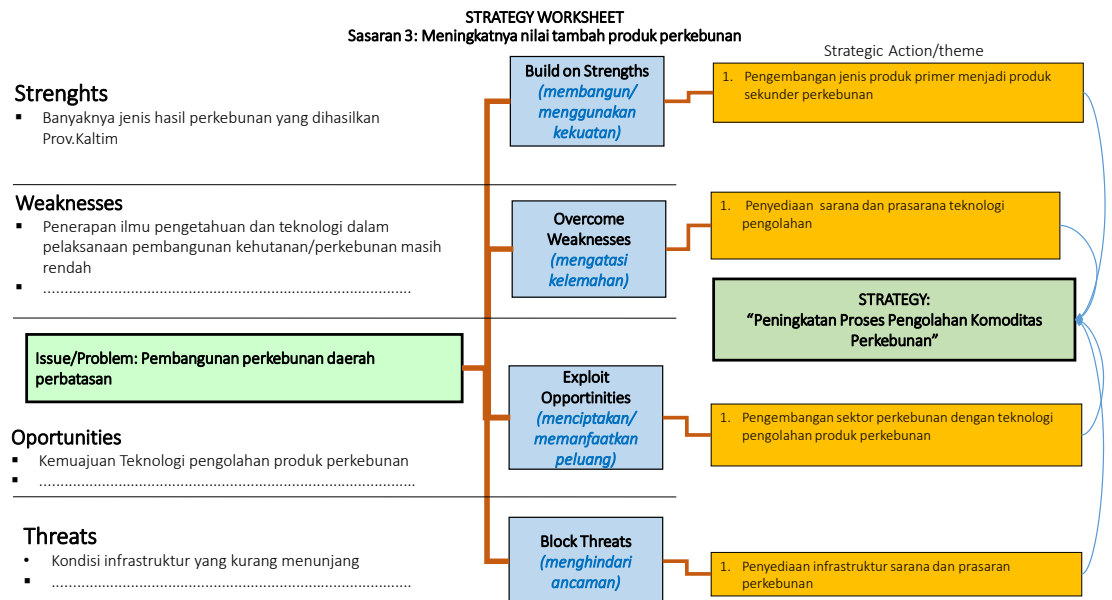 STRATEGY WORKSHEET
Sasaran 3: Meningkatnya nilai tambah produk perkebunan
Strategic Action/theme
Strenghts
▪ Banyaknya jenis hasil perkebunan yang dihasilkan
Prov.Kaltim
Build on Strengths
(membangun/
menggunakan
kekuatan)
1. Pengembangan jenis produk primer menjadi produk
sekunder perkebunan
Weaknesses
▪ Penerapan ilmu pengetahuan dan teknologi dalam
pelaksanaan pembangunan kehutanan/perkebunan masih
rendah
▪ ........................................................................................
Overcome
Weaknesses
(mengatasi
kelemahan)
1. Penyediaan sarana dan prasarana teknologi
pengolahan
STRATEGY:
“Peningkatan Proses Pengolahan Komoditas
Perkebunan”
Issue/Problem: Pembangunan perkebunan daerah
perbatasan
Oportunities
▪ Kemuajuan Teknologi pengolahan produk perkebunan
▪ ..........................................................................................
Exploit
Opportinities
(menciptakan/
memanfaatkan
peluang)
1. Pengembangan sektor perkebunan dengan teknologi
pengolahan produk perkebunan
Threats
• Kondisi infrastruktur yang kurang menunjang
▪ ......................................................................................
Block Threats
(menghindari
ancaman)
1. Penyediaan infrastruktur sarana dan prasaran
perkebunan